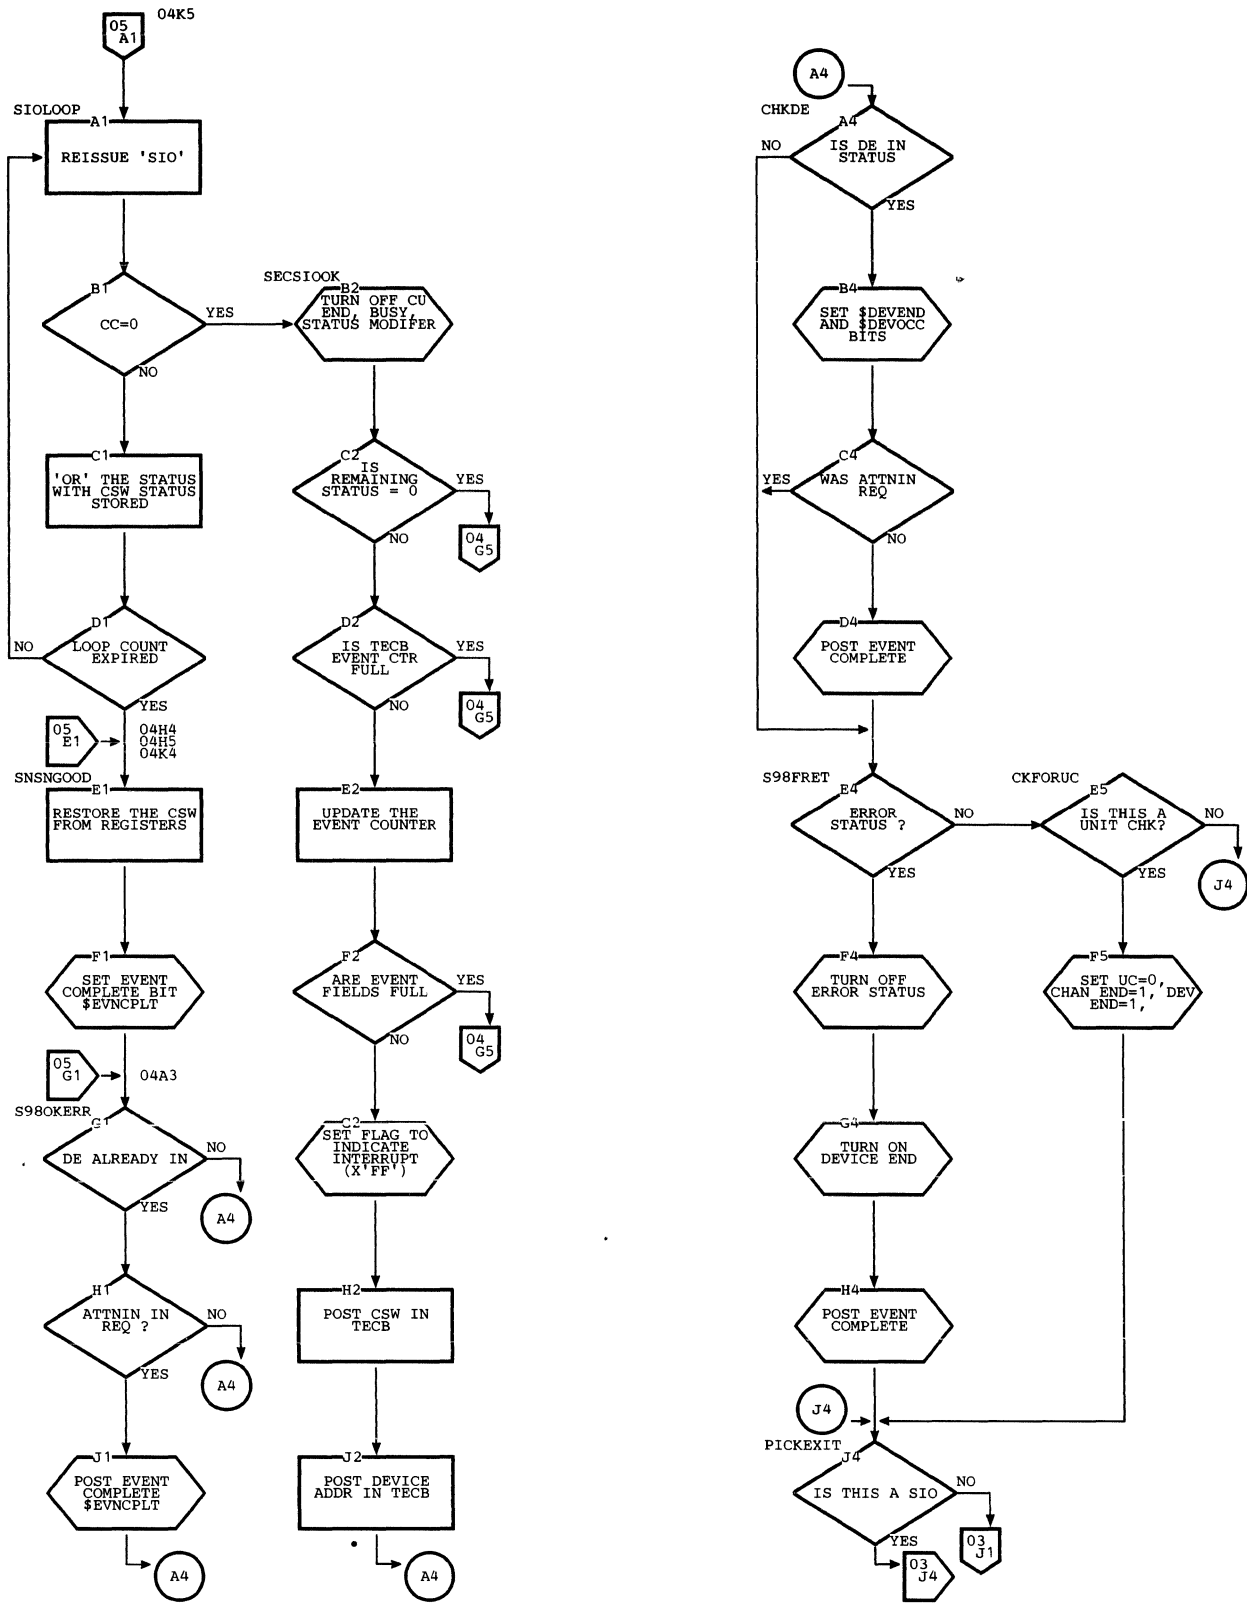 04K5
05
A1
SIOLOOP
A1
REISSUE 'SIO'
B1
CC=0
YES
NO
C1
'OR' THE STATUS
WITH CSW STATUS
STORED
D1
LOOP COUNT
EXPIRED
NO
YES
05
E1
04H4
04H5
04K4
SNSNGOOD
E1
RESTORE THE CSW
FROM REGISTERS
F1
SET EVENT
COMPLETE BIT
$EVNCPLT
05
G1
04A3
S98OKERR
G1
DE ALREADY IN
NO
A4
YES
H1
ATTNIN IN
REQ ?
NO
A4
YES
J1
POST EVENT
COMPLETE
$EVNCPLT
A4
SECSIOOK
B2
TURN OFF CU
END, BUSY,
STATUS MODIFER
C2
IS
REMAINING
STATUS = 0
YES
04
G5
NO
D2
IS TECB
EVENT CTR
FULL
YES
04
G5
NO
E2
UPDATE THE
EVENT COUNTER
F2
ARE EVENT
FIELDS FULL
YES
04
G5
NO
C2
SET FLAG TO
INDICATE
INTERRUPT
(X'FF')
H2
POST CSW IN
TECB
J2
POST DEVICE
ADDR IN TECB
A4
A4
CHKDE
A4
IS DE IN
STATUS
NO
YES
B4
SET $DEVEND
AND $DEVOCC
BITS
C4
WAS ATTNIN
REQ
YES
NO
D4
POST EVENT
COMPLETE
S98FRET
E4
ERROR
STATUS ?
NO
YES
F4
TURN OFF
ERROR STATUS
G4
TURN ON
DEVICE END
H4
POST EVENT
COMPLETE
J4
PICKEXIT
J4
IS THIS A SIO
NO
03
J1
YES
03
J4
CKFORUC
E5
IS THIS A
UNIT CHK?
NO
J4
YES
F5
SET UC=0,
CHAN END=1, DEV
END=1,